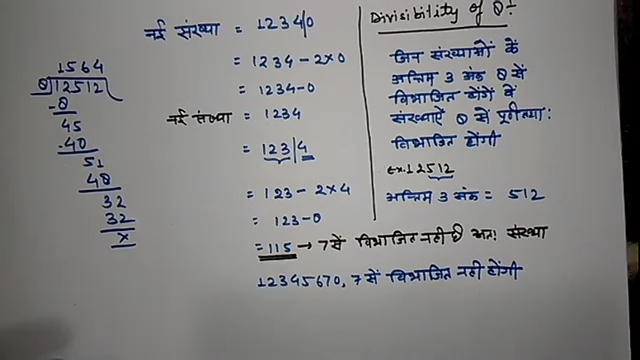 1564
8)12512
-8
45
-40
51
48
32
32
x
नई संख्या = 1234/0
= 1234-2×0
= 1234-0
नई संख्या = 1234
= 123|4
= 123-2×4
= 123-8
= 115 → 7 से विभाजित नहीं है अतः संख्या
12345670, 7 से विभाजित नहीं होगी
Divisibility of 8:-
जिन संख्याओं के
अन्तिम 3 अंक 8 से
विभाजित होंगे वे
संख्याऐं 8 से पूर्णतया:
विभाजित होंगी
ex. 12512
अन्तिम 3 अंक = 512